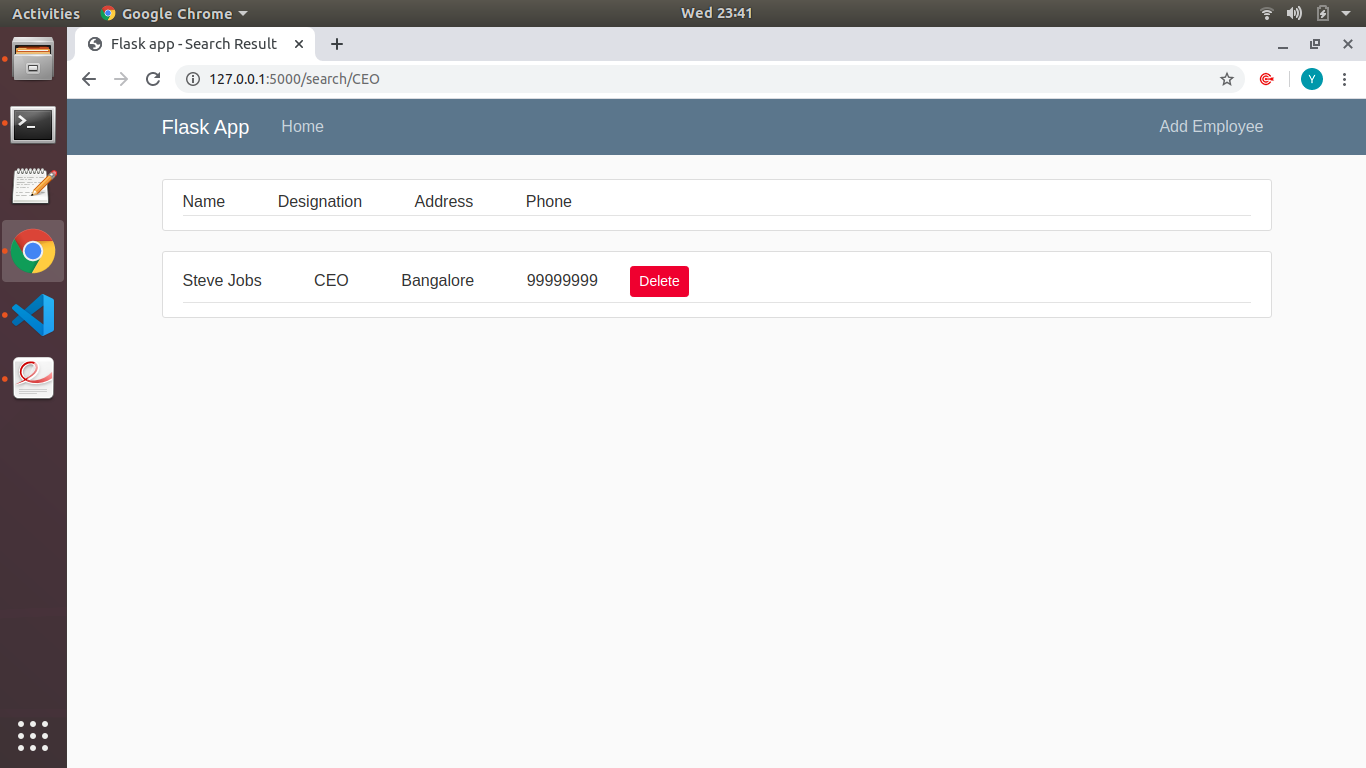 Activities Google Chrome Wed 23:41
Flask app - Search Result
127.0.0.1:5000/search/CEO Y
Flask App Home Add Employee
Name Designation Address Phone
Steve Jobs CEO Bangalore 99999999 Delete